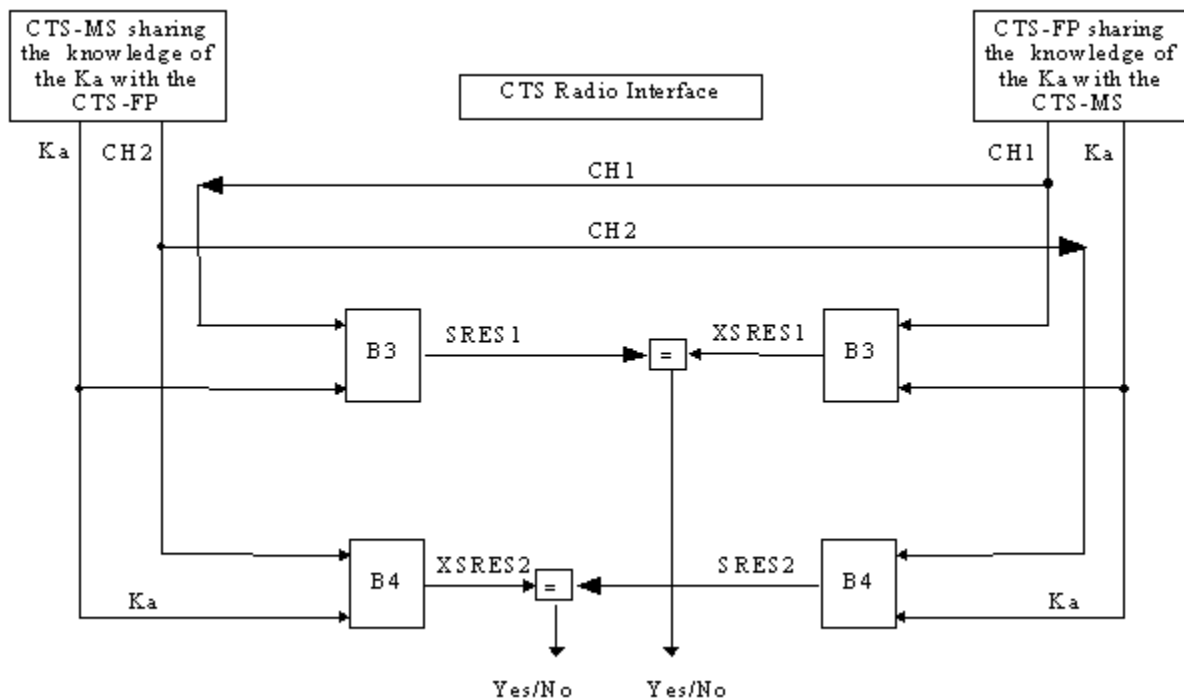 CTS-MS sharing
the knowledge of
the Ka with the
CTS-FP
CTS Radio Interface
CTS-FP sharing
the knowledge of
the Ka with the
CTS-MS
Ka
CH2
CH1
Ka
CH1
CH2
B3
SRES1
=
XSRES1
B3
B4
XSRES2
=
SRES2
B4
Ka
Ka
Yes/No
Yes/No